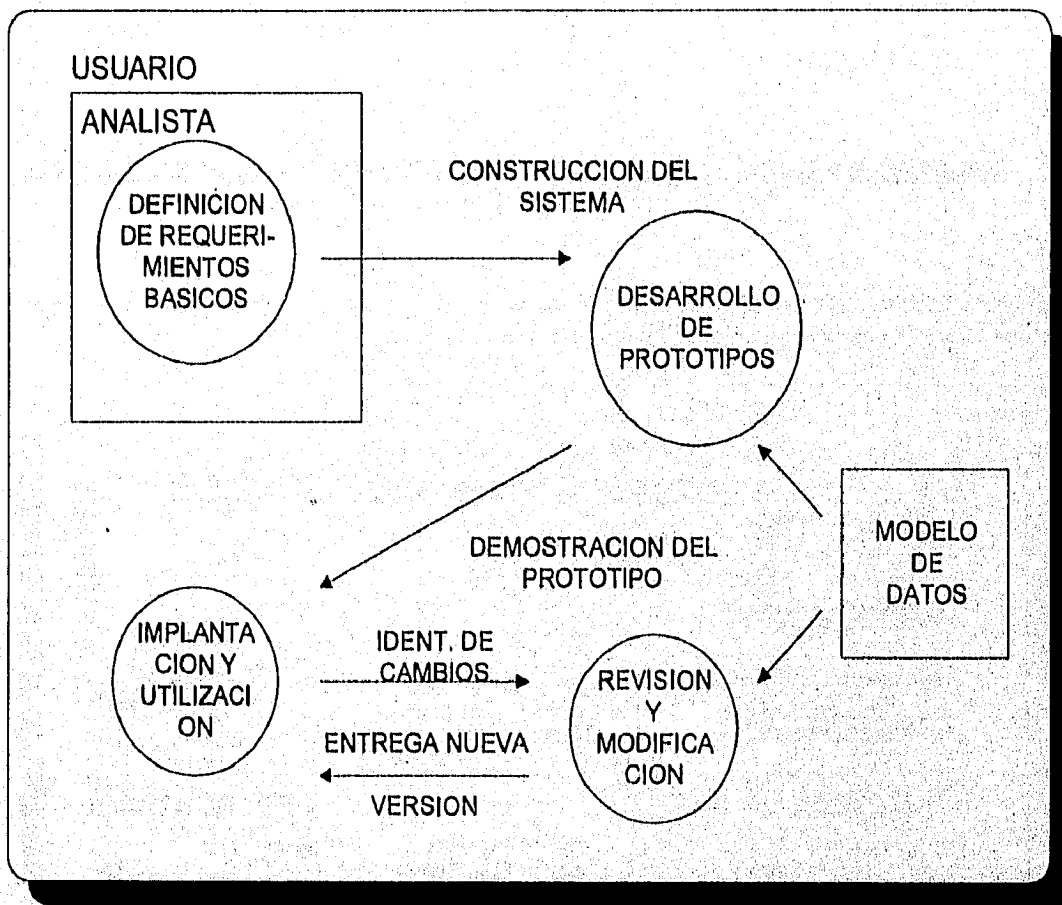 USUARIO
ANALISTA
DEFINICION
DE REQUERI-
MIENTOS
BASICOS
CONSTRUCCION DEL
SISTEMA
DESARROLLO
DE
PROTOTIPOS
DEMOSTRACION DEL
PROTOTIPO
MODELO
DE
DATOS
IMPLANTA
CION Y
UTILIZACI
ON
IDENT. DE
CAMBIOS
ENTREGA NUEVA
VERSION
REVISION
Y
MODIFICA
CION